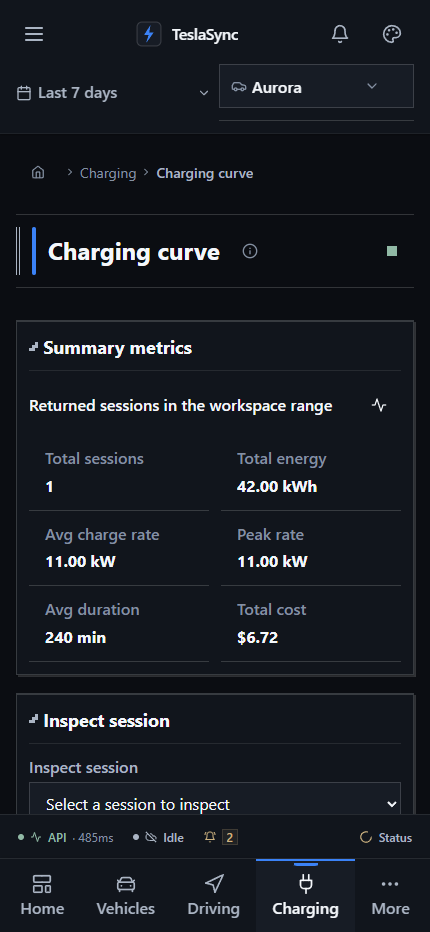 TeslaSync
Last 7 days
Aurora
Charging
Charging curve
Charging curve
Summary metrics
Returned sessions in the workspace range
Total sessions
1
Total energy
42.00 kWh
Avg charge rate
11.00 kW
Peak rate
11.00 kW
Avg duration
240 min
Total cost
$6.72
Inspect session
Inspect session
Select a session to inspect
API · 485ms
Idle
2
Status
Home
Vehicles
Driving
Charging
More